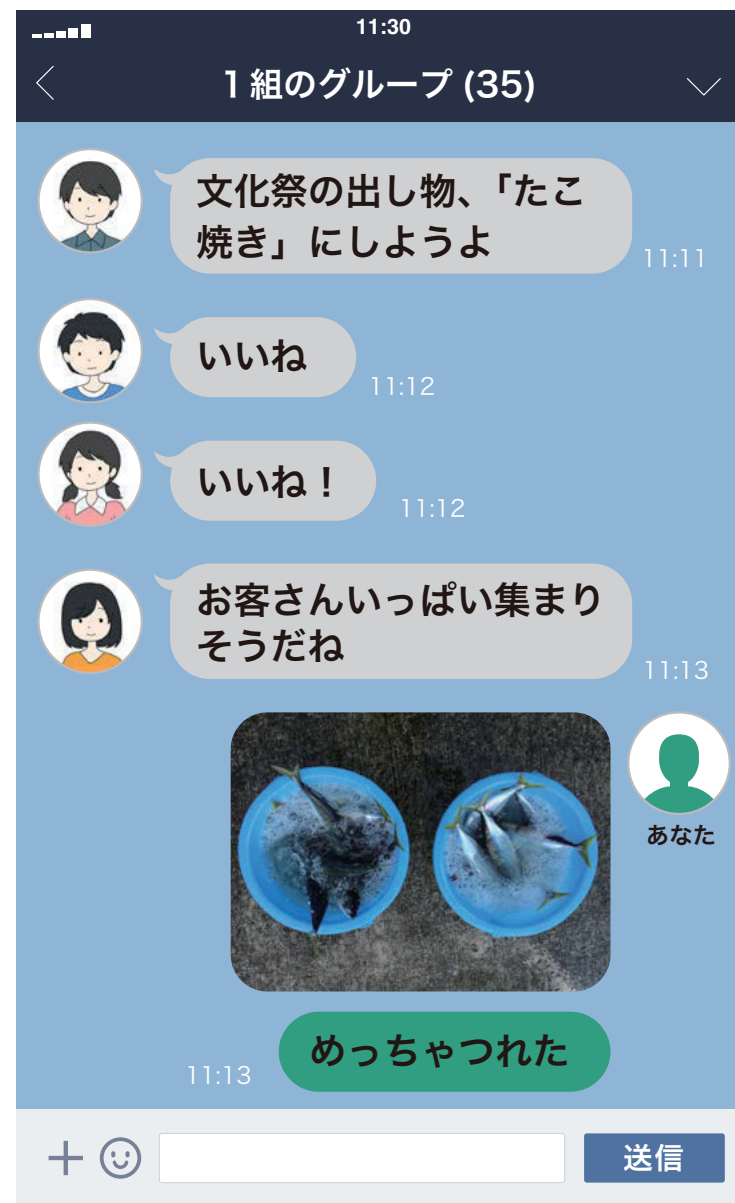 11:30
1組のグループ (35)
文化祭の出し物、「たこ
焼き」にしようよ
11:11
いいね
11:12
いいね！
11:12
お客さんいっぱい集まり
そうだね
11:13
あなた
めっちゃつれた
11:13
送信